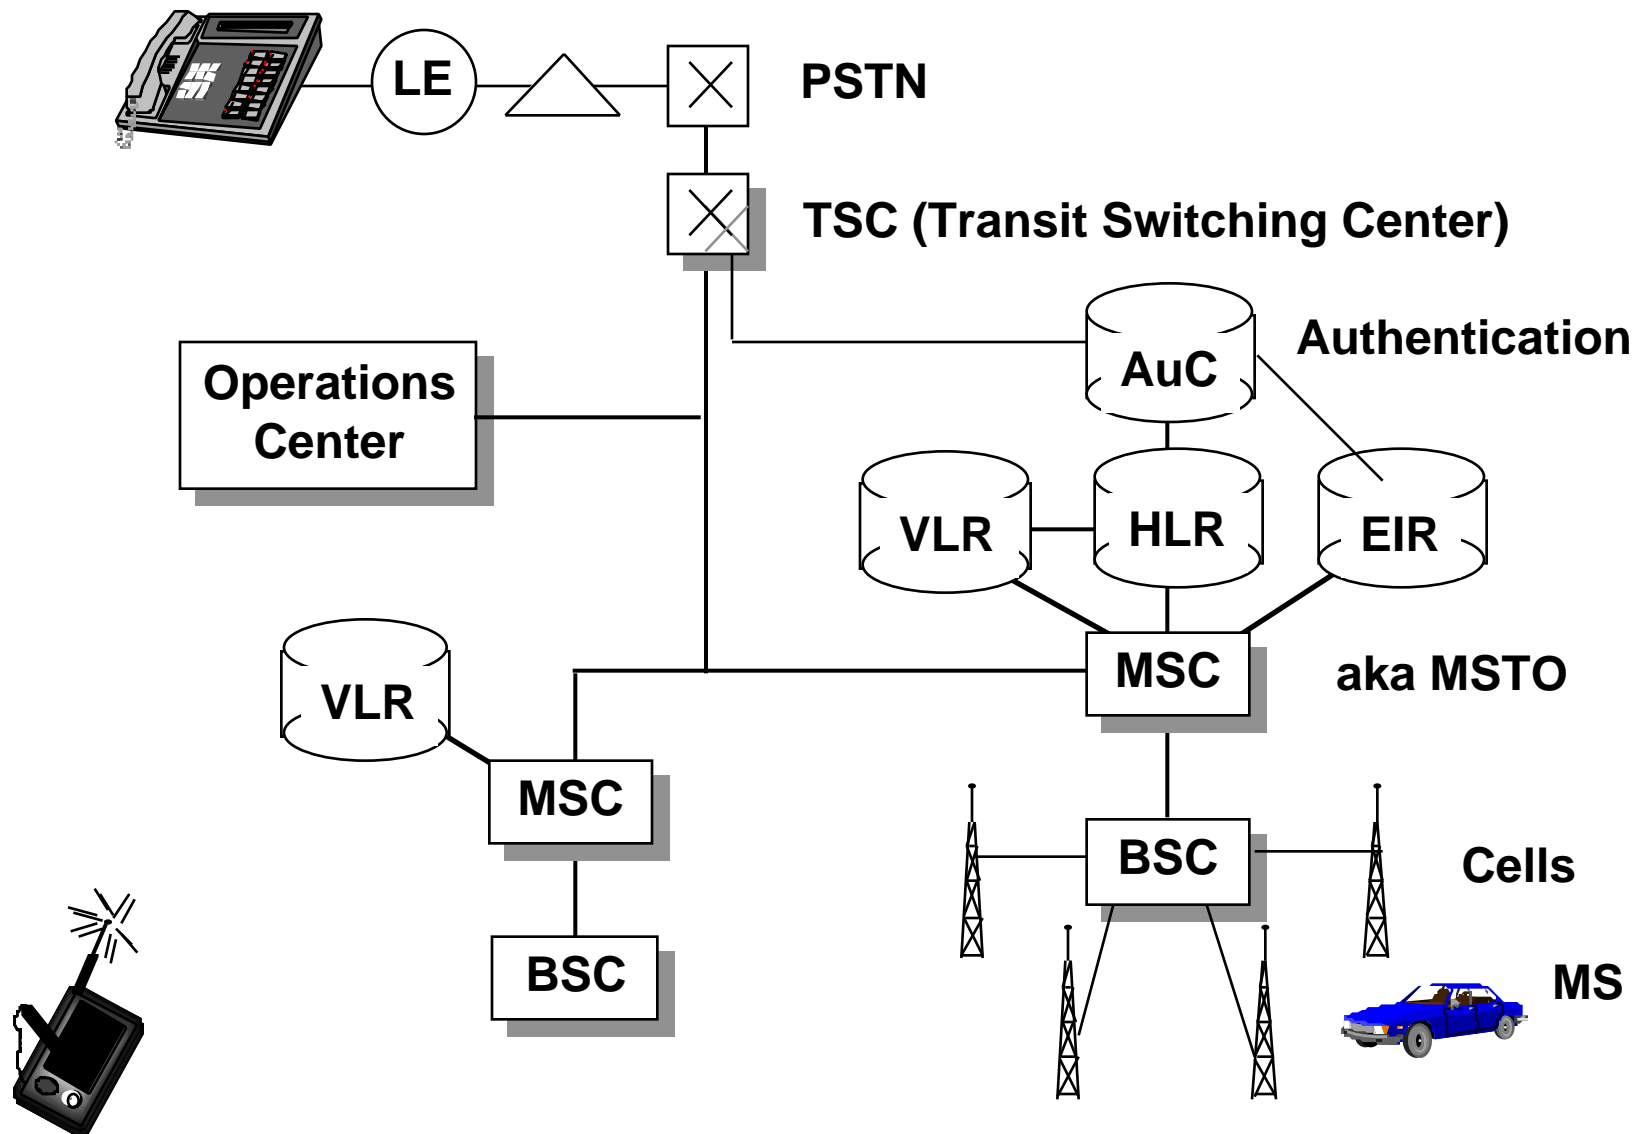 LE
PSTN
TSC (Transit Switching Center)
Operations
Center
AuC
Authentication
VLR
HLR
EIR
VLR
MSC
aka MSTO
MSC
BSC
Cells
BSC
MS